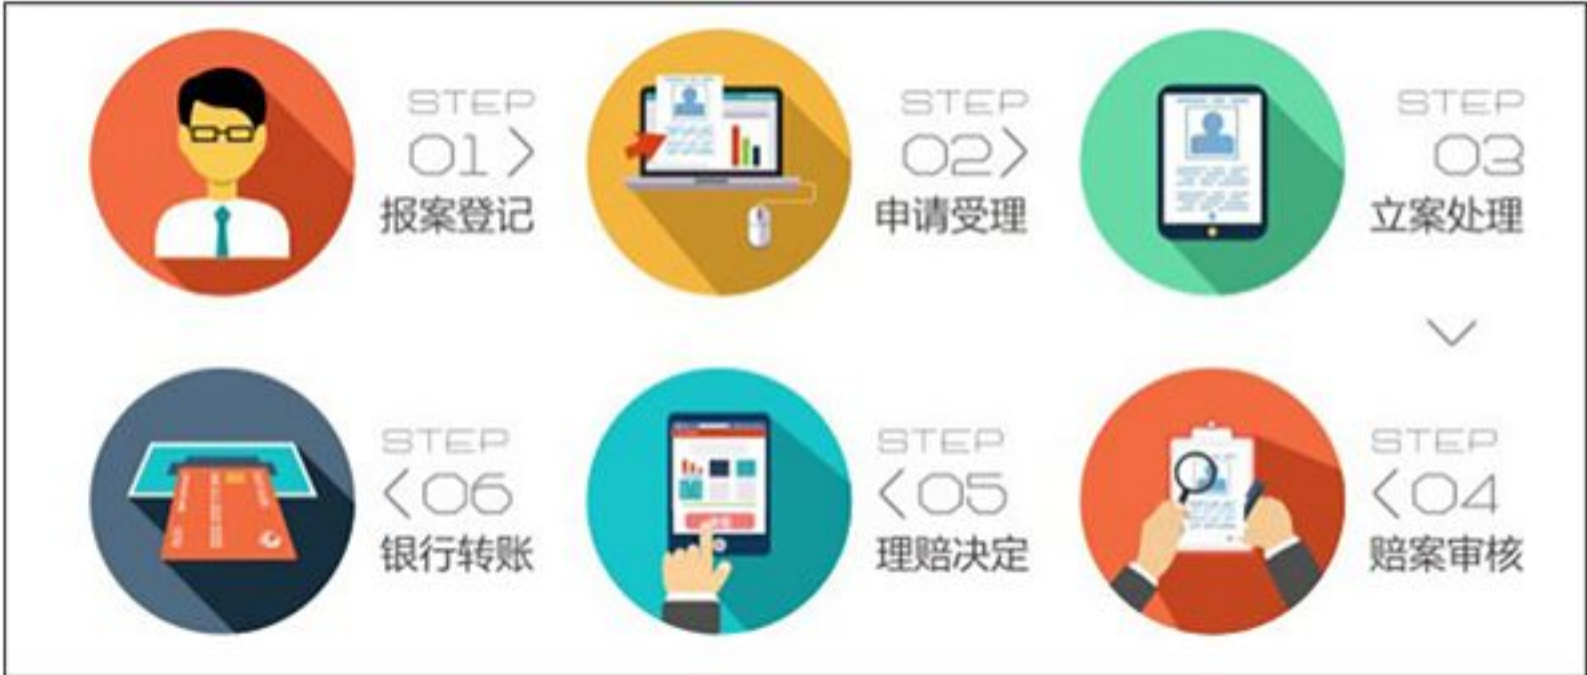 STEP
01>
报案登记
STEP
02>
申请受理
STEP
03
立案处理
STEP
<04
赔案审核
STEP
<05
理赔决定
STEP
<06
银行转账